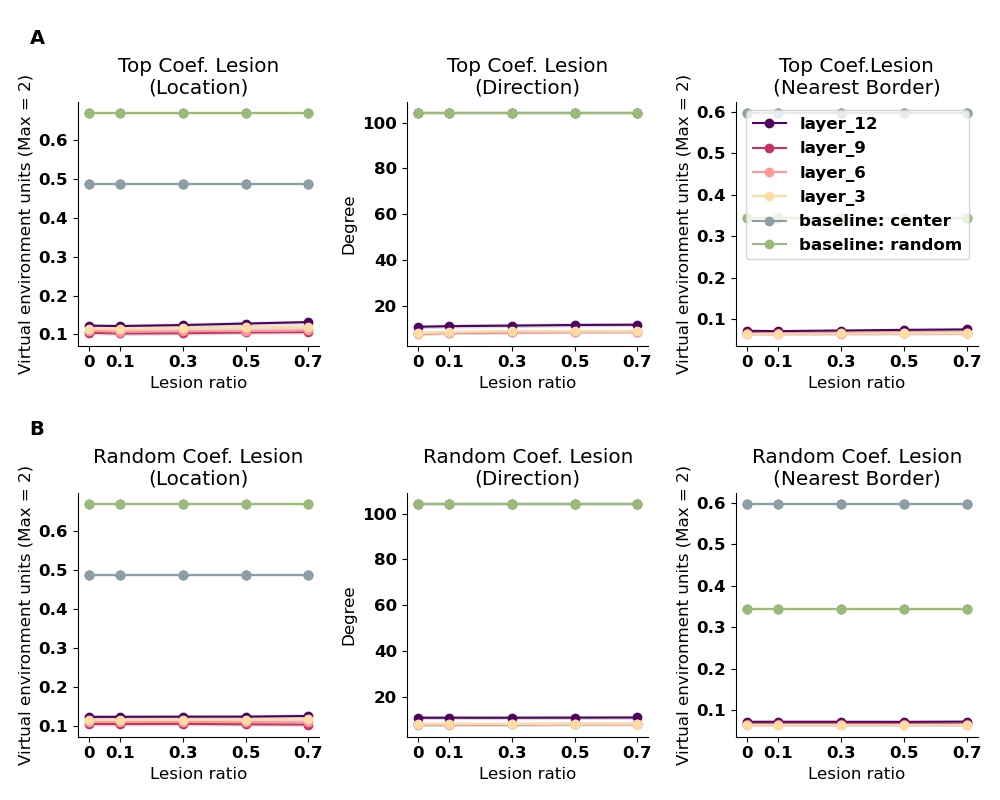 A
Top Coef. Lesion
(Location)
Virtual environment units (Max = 2)
0.6
0.5
0.4
0.3
0.2
0.1
0 0.1 0.3 0.5 0.7
Lesion ratio
Top Coef. Lesion
(Direction)
Degree
100
80
60
40
20
0 0.1 0.3 0.5 0.7
Lesion ratio
Top Coef.Lesion
(Nearest Border)
Virtual environment units (Max = 2)
0.6
0.5
0.4
0.3
0.2
0.1
layer_12
layer_9
layer_6
layer_3
baseline: center
baseline: random
0 0.1 0.3 0.5 0.7
Lesion ratio
B
Random Coef. Lesion
(Location)
Virtual environment units (Max = 2)
0.6
0.5
0.4
0.3
0.2
0.1
0 0.1 0.3 0.5 0.7
Lesion ratio
Random Coef. Lesion
(Direction)
Degree
100
80
60
40
20
0 0.1 0.3 0.5 0.7
Lesion ratio
Random Coef. Lesion
(Nearest Border)
Virtual environment units (Max = 2)
0.6
0.5
0.4
0.3
0.2
0.1
0 0.1 0.3 0.5 0.7
Lesion ratio